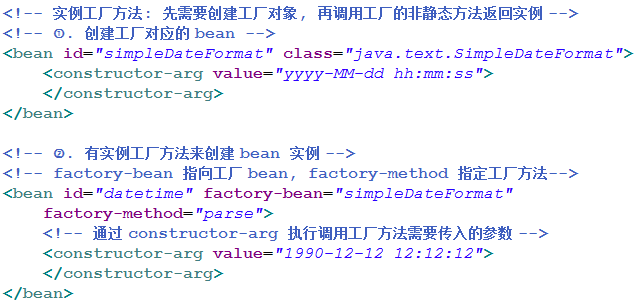 <!-- 实例工厂方法: 先需要创建工厂对象, 再调用工厂的非静态方法返回实例 -->
<!-- ①. 创建工厂对应的 bean -->
<bean id="simpleDateFormat" class="java.text.SimpleDateFormat">
    <constructor-arg value="yyyy-MM-dd hh:mm:ss">
    </constructor-arg>
</bean>

<!-- ②. 有实例工厂方法来创建 bean 实例 -->
<!-- factory-bean 指向工厂 bean, factory-method 指定工厂方法-->
<bean id="datetime" factory-bean="simpleDateFormat"
    factory-method="parse">
    <!-- 通过 constructor-arg 执行调用工厂方法需要传入的参数 -->
    <constructor-arg value="1990-12-12 12:12:12">
    </constructor-arg>
</bean>